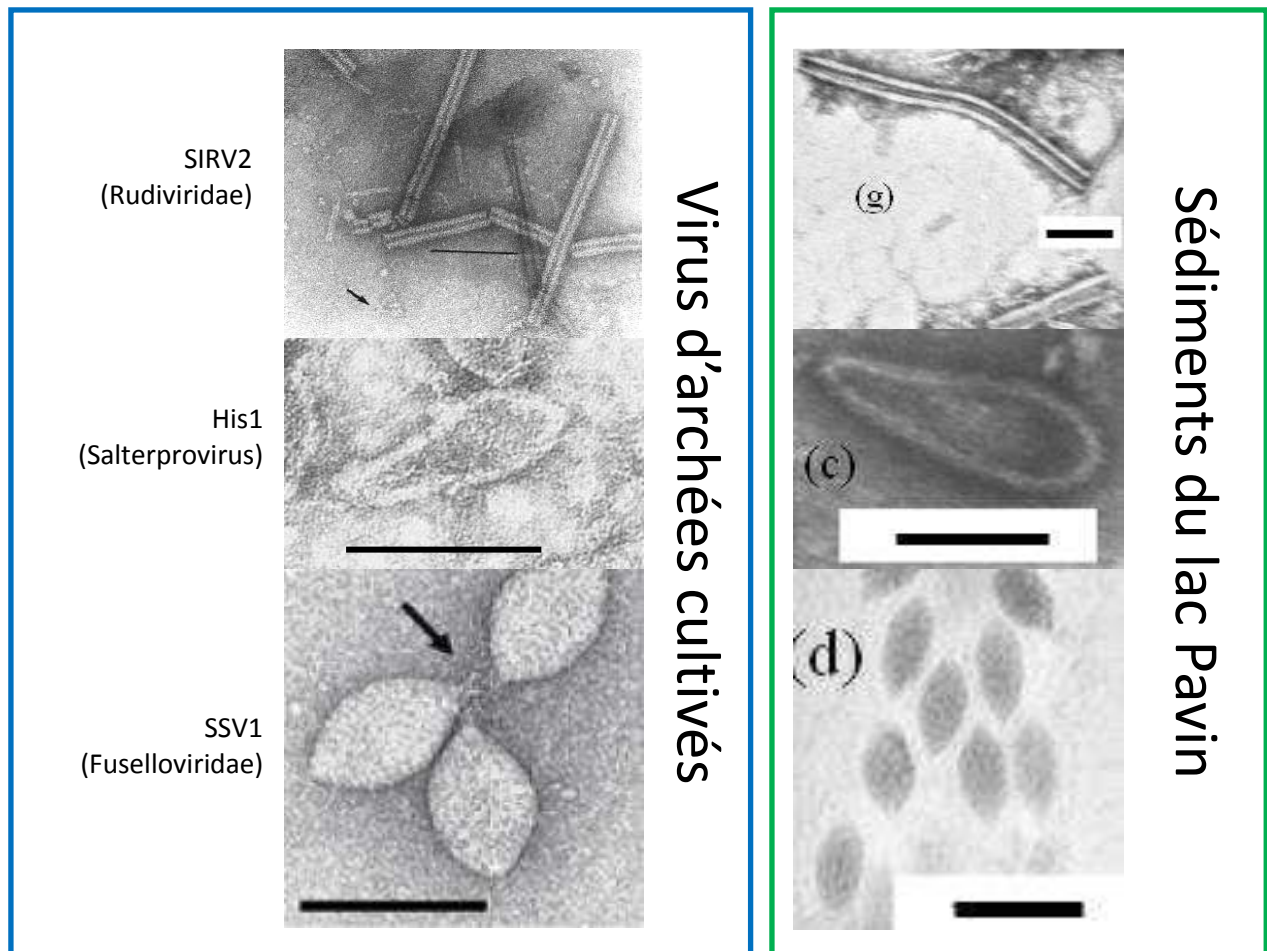 SIRV2
(Rudiviridae)
His1
(Salterprovirus)
SSV1
(Fuselloviridae)
Virus d'archées cultivés
(g)
(c)
(d)
Sédiments du lac Pavin